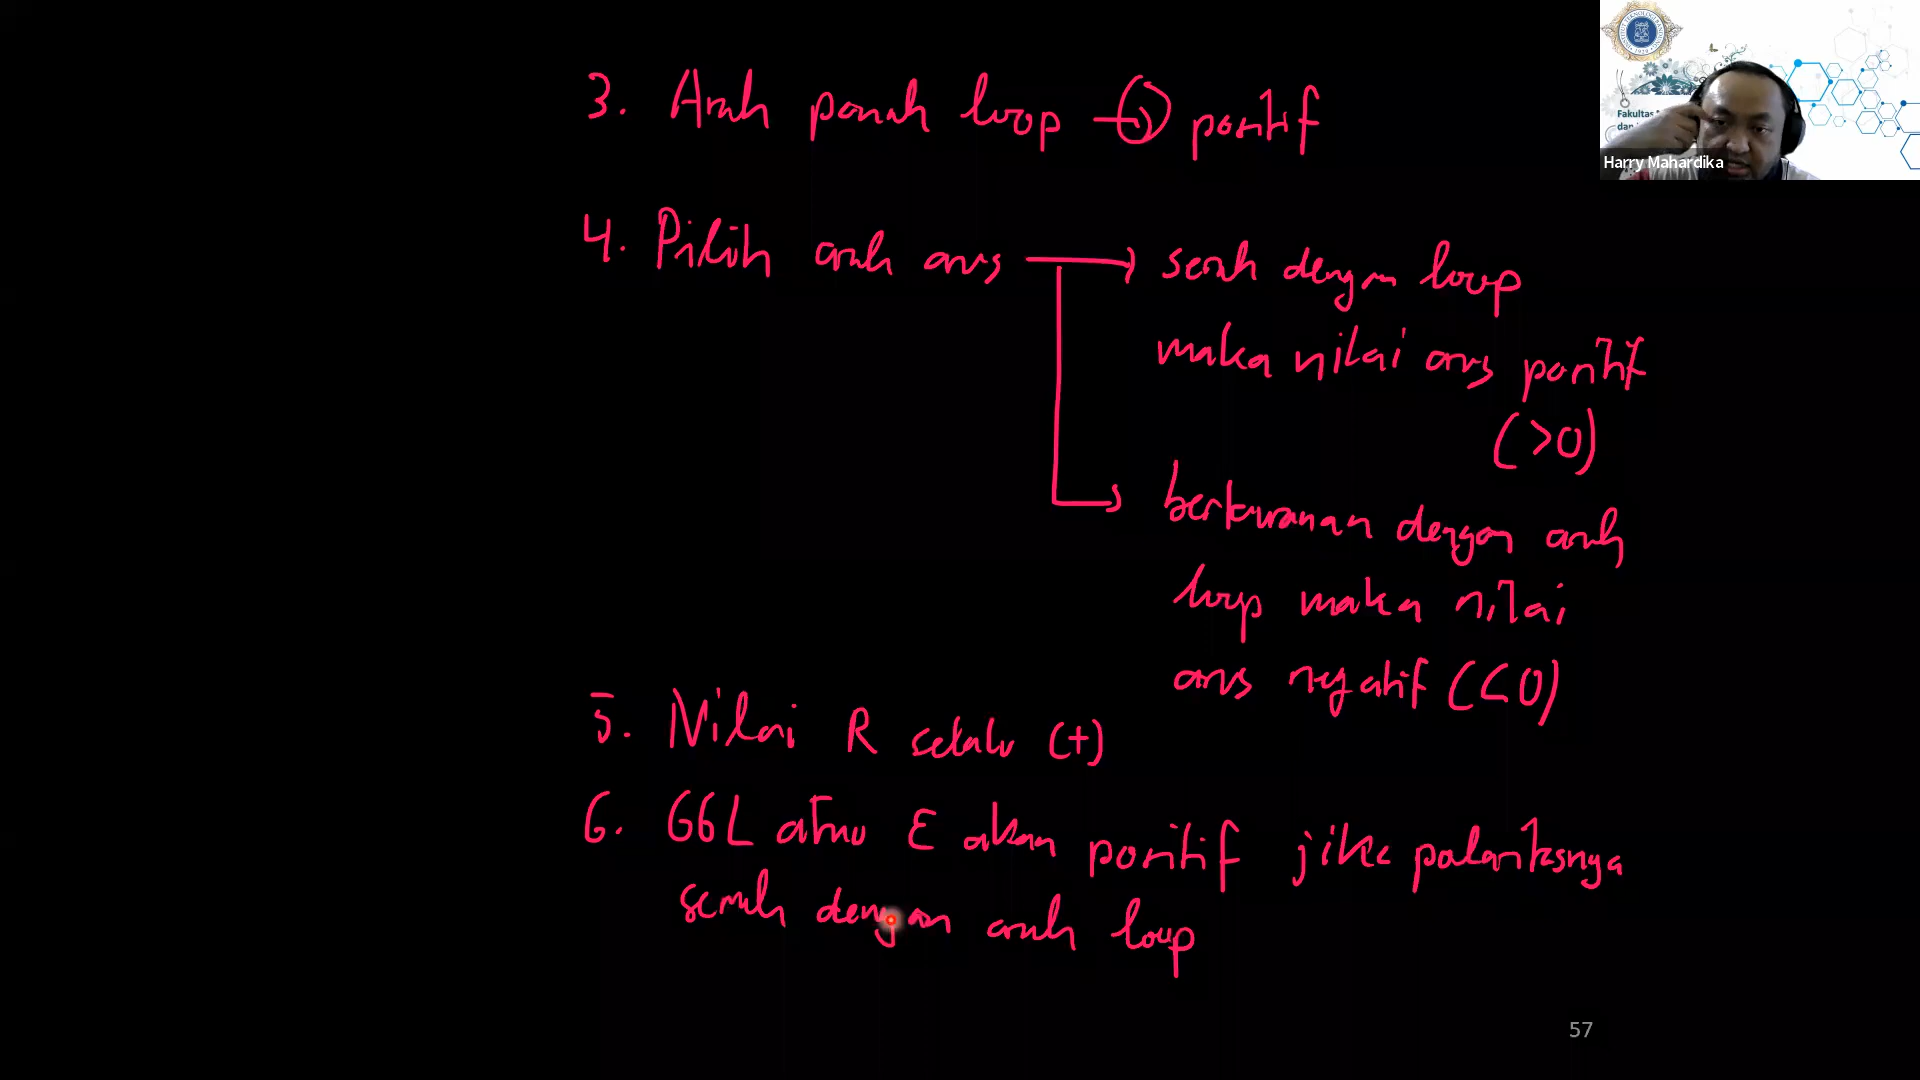 3. Arah panah loop → positif
4. Pilih arah arus → searah dengan loop
maka nilai arus positif
(>0)
berlawanan dengan arah
loop maka nilai
arus negatif (<0)
5. Nilai R selalu (+)
6. GGL atau E akan positif jika polaritasnya
searah dengan arah loop
Harry Mahardika
Fakultas
dan
57